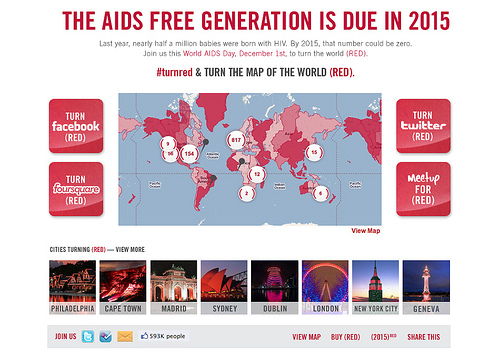 THE AIDS FREE GENERATION IS DUE IN 2015
Last year, nearly half a million babies were born with HIV. By 2015, that number could be zero.
Join us this World AIDS Day, December 1st, to turn the world (RED).
#turnred & TURN THE MAP OF THE WORLD (RED).
TURN
facebook
(RED)
TURN
foursquare
(RED)
9
16
154
817
15
12
2
6
Atlantic
Ocean
Pacific
Ocean
Indian
Ocean
Pacific
Ocean
TURN
twitter
(RED)
Meetup
FOR
(RED)
View Map
CITIES TURNING (RED) — VIEW MORE
PHILADELPHIA
CAPE TOWN
MADRID
SYDNEY
DUBLIN
LONDON
NEW YORK CITY
GENEVA
JOIN US
593K people
VIEW MAP
BUY (RED)
(2015)RED
SHARE THIS